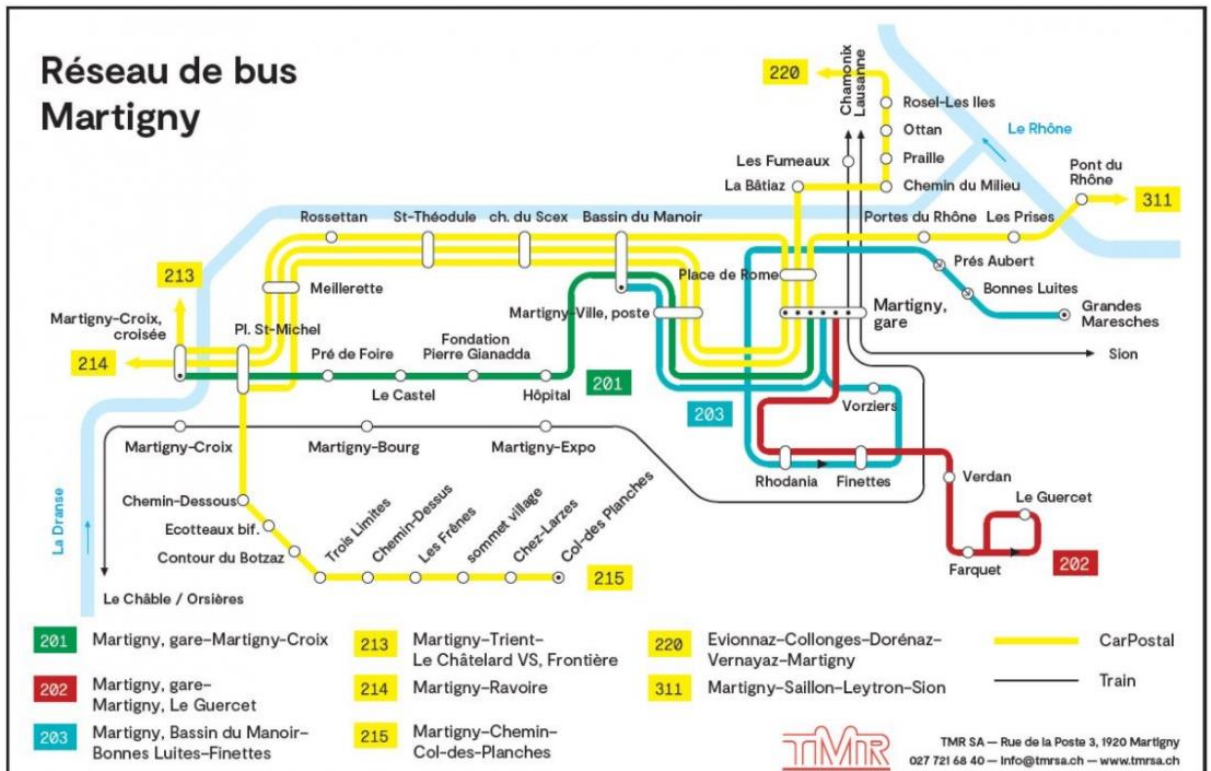 Réseau de bus
Martigny
220
Chamonix
Lausanne
Rosel-Les Iles
Ottan
Praille
Chemin du Milieu
Le Rhône
Les Fumeaux
La Bâtiaz
Pont du
Rhône
311
Rossettan
St-Théodule
ch. du Scex
Bassin du Manoir
Portes du Rhône
Les Prises
213
Meillerette
Place de Rome
Prés Aubert
Bonnes Luites
Grandes
Maresches
Martigny-Croix,
croisée
Pl. St-Michel
Martigny-Ville, poste
Martigny,
gare
214
Pré de Foire
Fondation
Pierre Gianadda
Sion
Le Castel
Hôpital
201
203
Vorziers
Martigny-Croix
Martigny-Bourg
Martigny-Expo
Rhodania
Finettes
Verdan
Le Guercet
Farquet
202
La Dranse
Chemin-Dessous
Ecotteaux bif.
Contour du Botzaz
Trois Limites
Chemin-Dessus
Les Frênes
sommet village
Chez-Larzes
Col-des Planches
215
Le Châble / Orsières
201 Martigny, gare-Martigny-Croix
202 Martigny, gare-
Martigny, Le Guercet
203 Martigny, Bassin du Manoir-
Bonnes Luites-Finettes
213 Martigny-Trient-
Le Châtelard VS, Frontière
214 Martigny-Ravoire
215 Martigny-Chemin-
Col-des-Planches
220 Evionnaz-Collonges-Dorénaz-
Vernayaz-Martigny
311 Martigny-Saillon-Leytron-Sion
CarPostal
Train
TMR
TMR SA — Rue de la Poste 3, 1920 Martigny
027 721 68 40 — Info@tmrsa.ch — www.tmrsa.ch